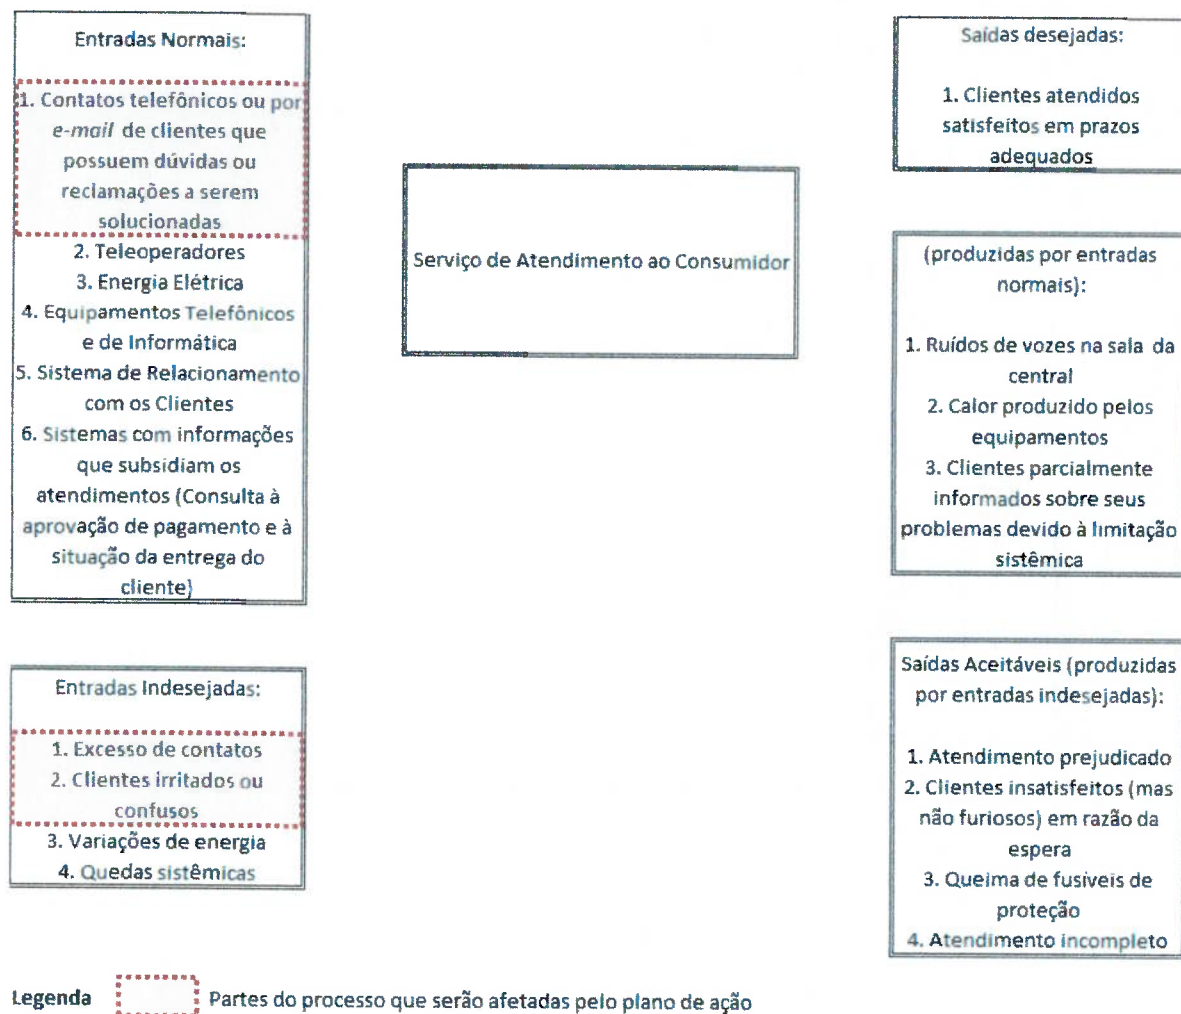 Entradas Normais:
1. Contatos telefônicos ou por
e-mail de clientes que
possuem dúvidas ou
reclamações a serem
solucionadas
2. Teleoperadores
3. Energia Elétrica
4. Equipamentos Telefônicos
e de Informática
5. Sistema de Relacionamento
com os Clientes
6. Sistemas com informações
que subsidiam os
atendimentos (Consulta à
aprovação de pagamento e à
situação da entrega do
cliente)
Entradas Indesejadas:
1. Excesso de contatos
2. Clientes irritados ou
confusos
3. Variações de energia
4. Quedas sistêmicas
Serviço de Atendimento ao Consumidor
Saídas desejadas:
1. Clientes atendidos
satisfeitos em prazos
adequados
(produzidas por entradas
normais):
1. Ruídos de vozes na sala da
central
2. Calor produzido pelos
equipamentos
3. Clientes parcialmente
informados sobre seus
problemas devido à limitação
sistêmica
Saídas Aceitáveis (produzidas
por entradas indesejadas):
1. Atendimento prejudicado
2. Clientes insatisfeitos (mas
não furiosos) em razão da
espera
3. Queima de fusíveis de
proteção
4. Atendimento incompleto
Legenda
Partes do processo que serão afetadas pelo plano de ação